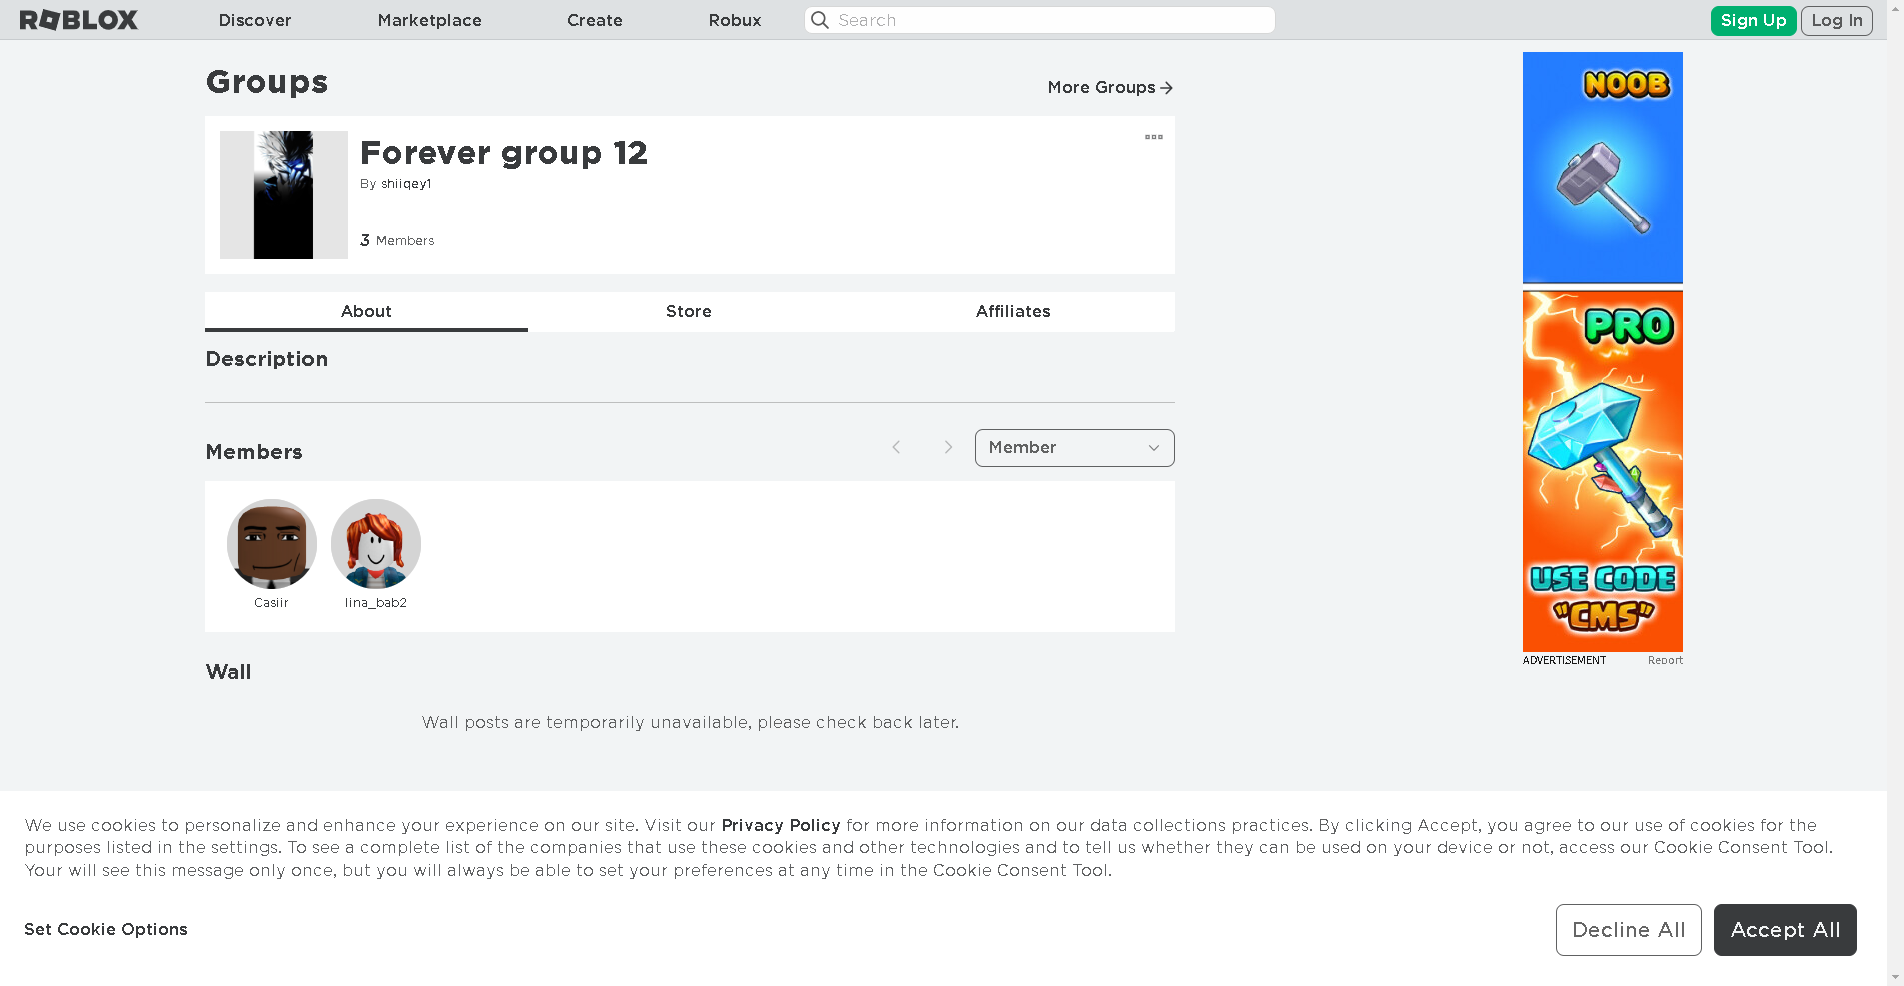 ROBLOX Discover Marketplace Create Robux Search Sign Up Log In
Groups
More Groups
Forever group 12
By shiiqey1
3 Members
About Store Affiliates
Description
Members
Member
Casiir lina_bab2
Wall
Wall posts are temporarily unavailable, please check back later.
NOOB
PRO
USE CODE
"CMS"
ADVERTISEMENT Report
We use cookies to personalize and enhance your experience on our site. Visit our Privacy Policy for more information on our data collections practices. By clicking Accept, you agree to our use of cookies for the
purposes listed in the settings. To see a complete list of the companies that use these cookies and other technologies and to tell us whether they can be used on your device or not, access our Cookie Consent Tool.
Your will see this message only once, but you will always be able to set your preferences at any time in the Cookie Consent Tool.
Set Cookie Options
Decline All
Accept All